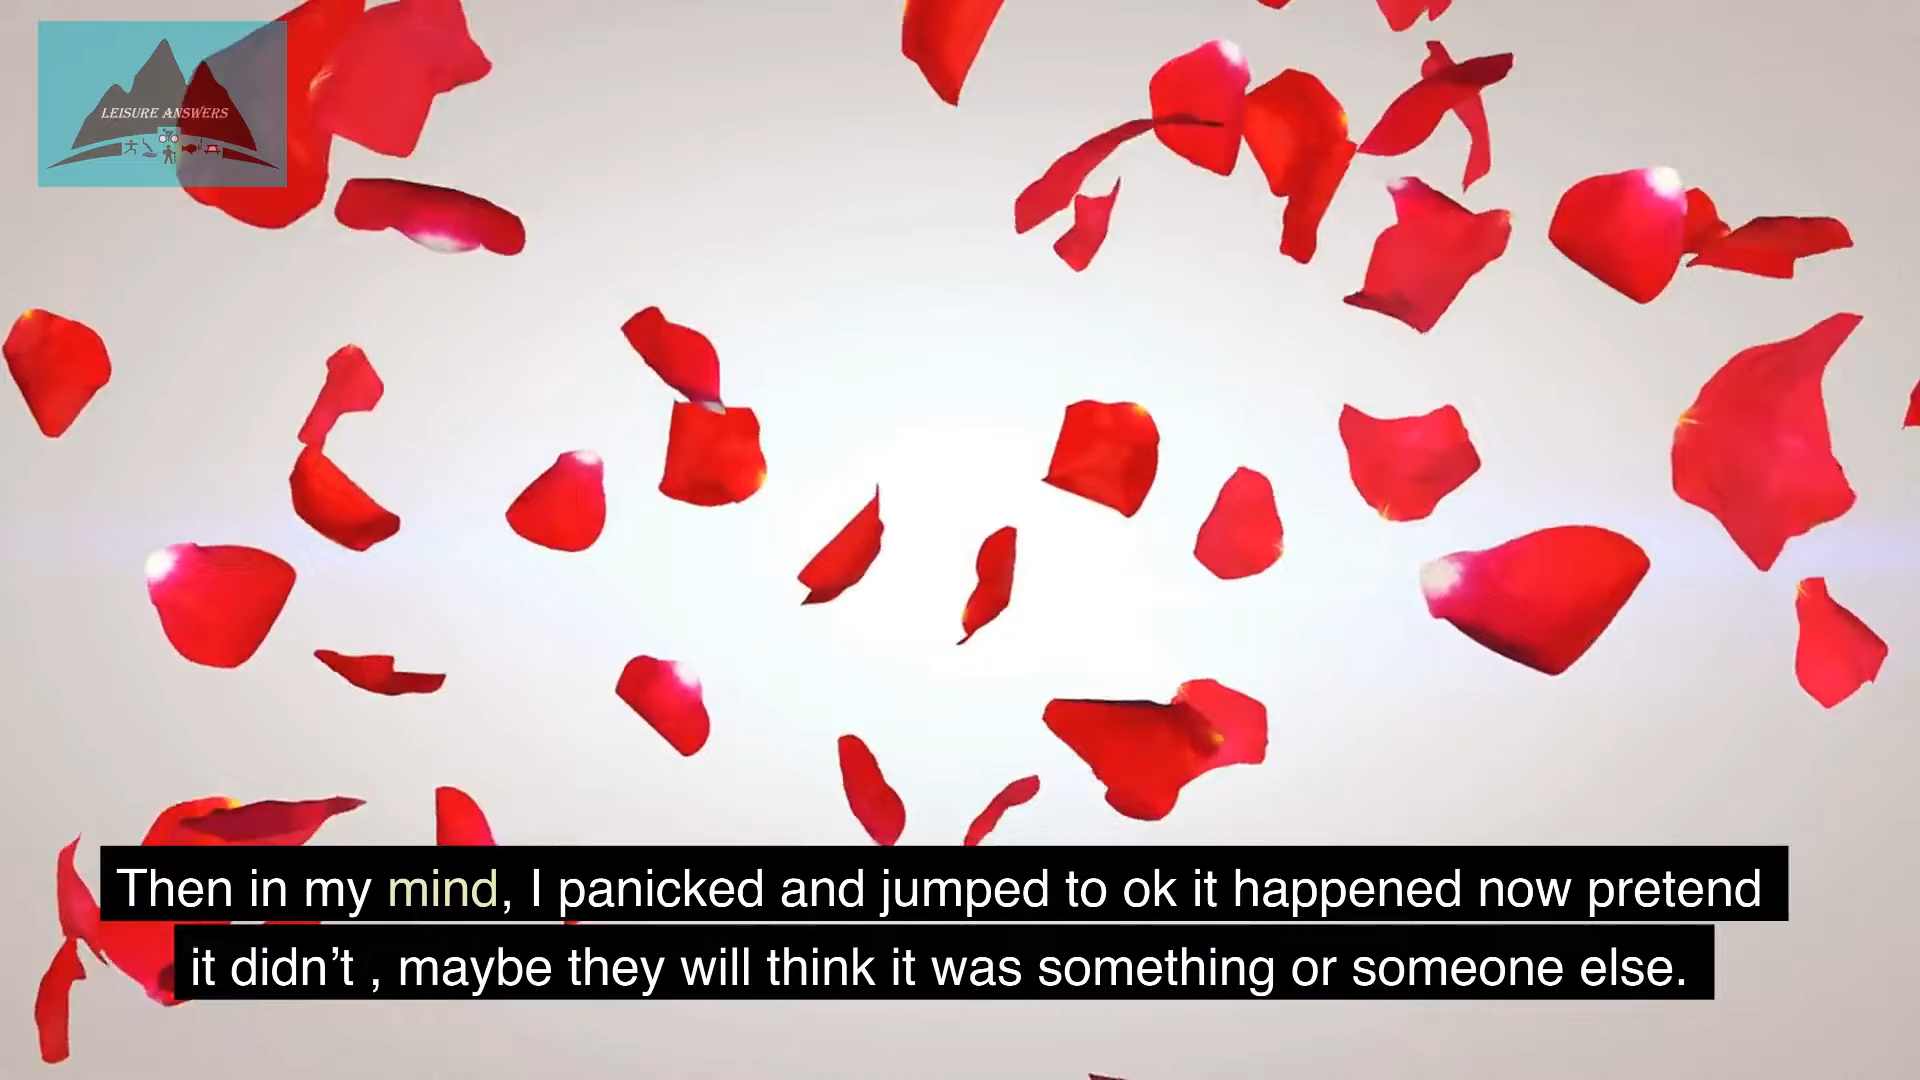 LEISURE ANSWERS
Then in my mind, I panicked and jumped to ok it happened now pretend
it didn’t , maybe they will think it was something or someone else.